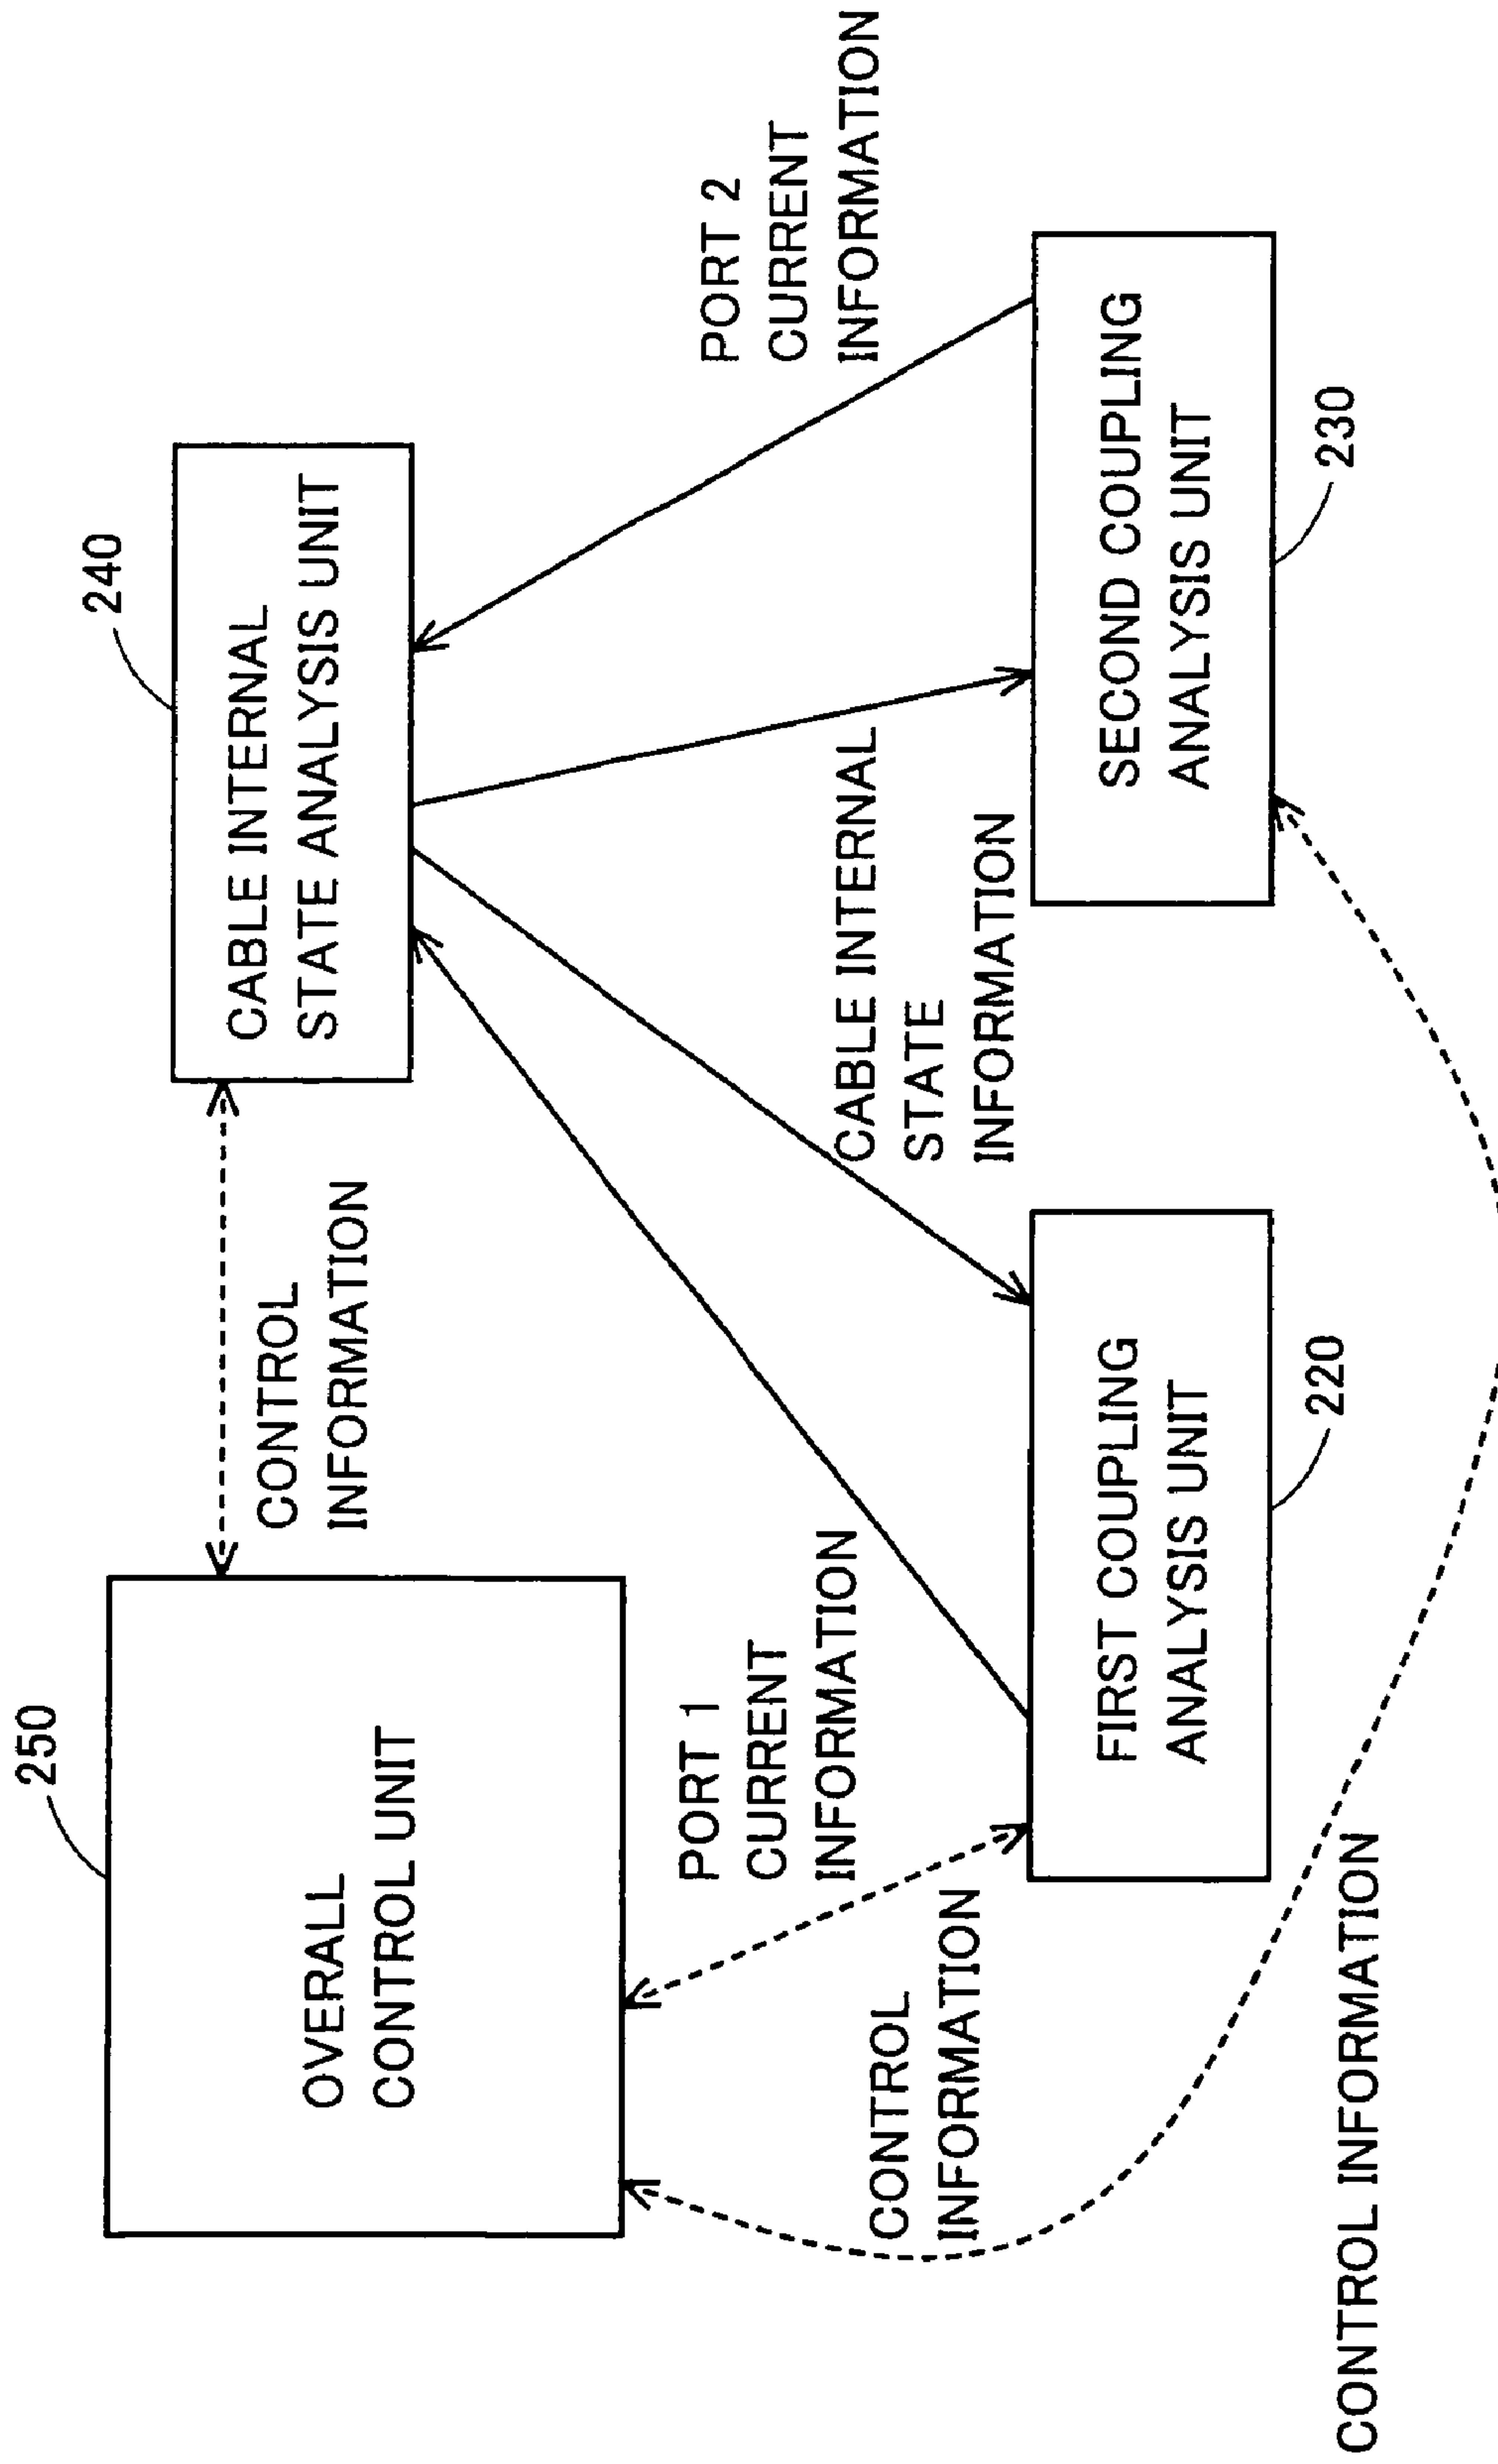 250
OVERALL
CONTROL UNIT
CONTROL
INFORMATION
240
CABLE INTERNAL
STATE ANALYSIS UNIT
PORT 1
CURRENT
INFORMATION
PORT 2
CURRENT
INFORMATION
CONTROL
INFORMATION
CABLE INTERNAL
STATE
INFORMATION
FIRST COUPLING
ANALYSIS UNIT
220
SECOND COUPLING
ANALYSIS UNIT
230
CONTROL INFORMATION